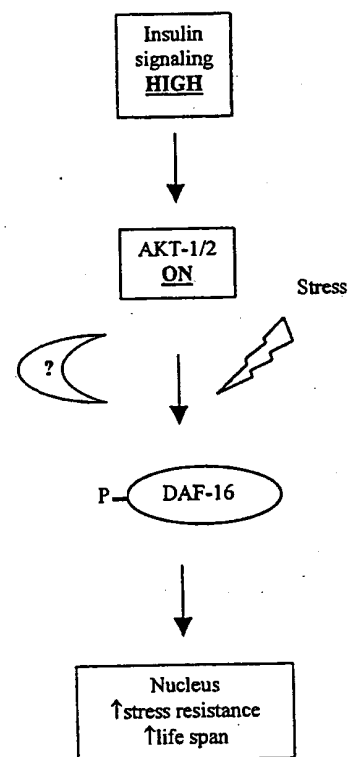 Insulin
signaling
HIGH
AKT-1/2
ON
Stress
?
P
DAF-16
Nucleus
↑stress resistance
↑life span